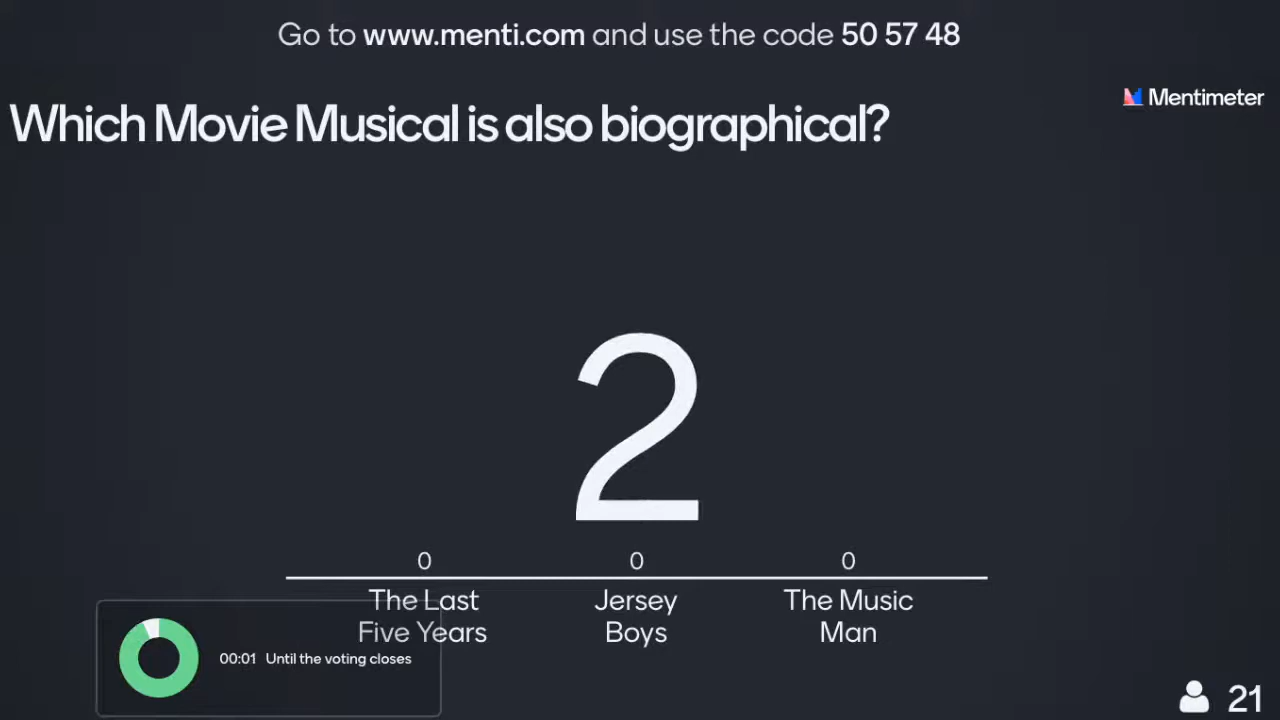 Go to www.menti.com and use the code 50 57 48
Mentimeter
Which Movie Musical is also biographical?
2
0 0 0
The Last Five Years
Jersey Boys
The Music Man
00:01 Until the voting closes
21